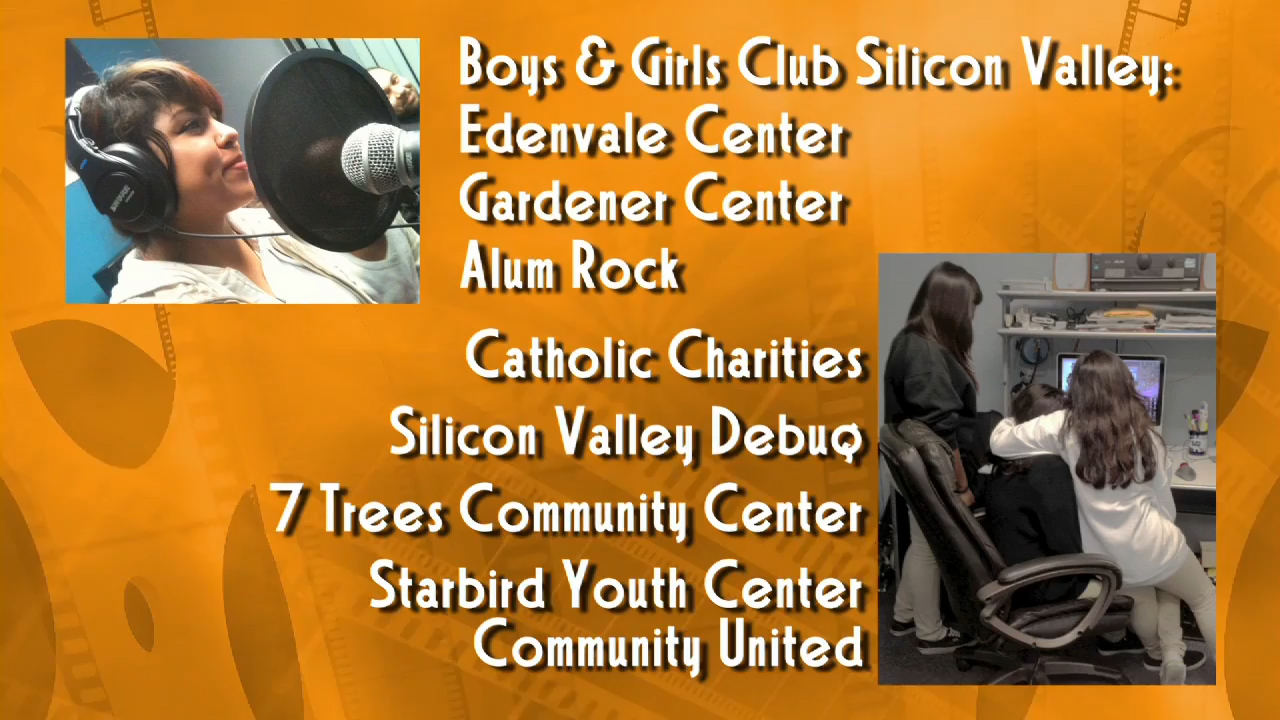 Boys & Girls Club Silicon Valley:
Edenvale Center
Gardener Center
Alum Rock
Catholic Charities
Silicon Valley Debug
7 Trees Community Center
Starbird Youth Center
Community United